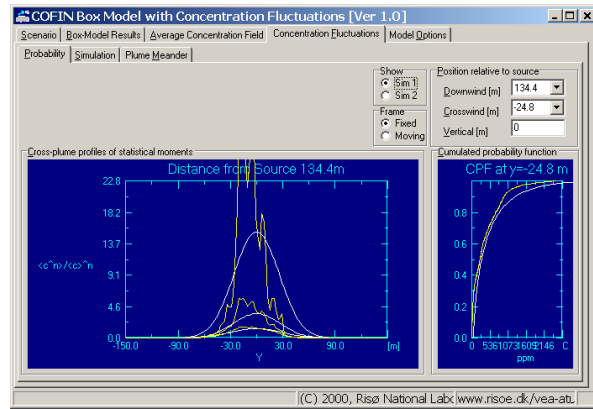 COFIN Box Model with Concentration Fluctuations [Ver 1.0]
Scenario Box-Model Results Average Concentration Field Concentration Fluctuations Model Options
Probability Simulation Plume Meander
Show
Sim 1
Sim 2
Frame
Fixed
Moving
Position relative to source
Downwind [m] 134.4
Crosswind [m] -24.8
Vertical [m] 0
Cross-plume profiles of statistical moments
Distance from Source 134.4m
22.8
18.2
13.7
<c^n>/<c>^n
9.1
4.6
0.0
-150.0 -90.0 -30.0 30.0 90.0 [m]
Y
Cumulated probability function
CPF at y=-24.8 m
0.8
0.6
0.4
0.2
0.0
0 536107316092146 C
ppm
(C) 2000, Risø National Labc www.risoe.dk/vea-atu